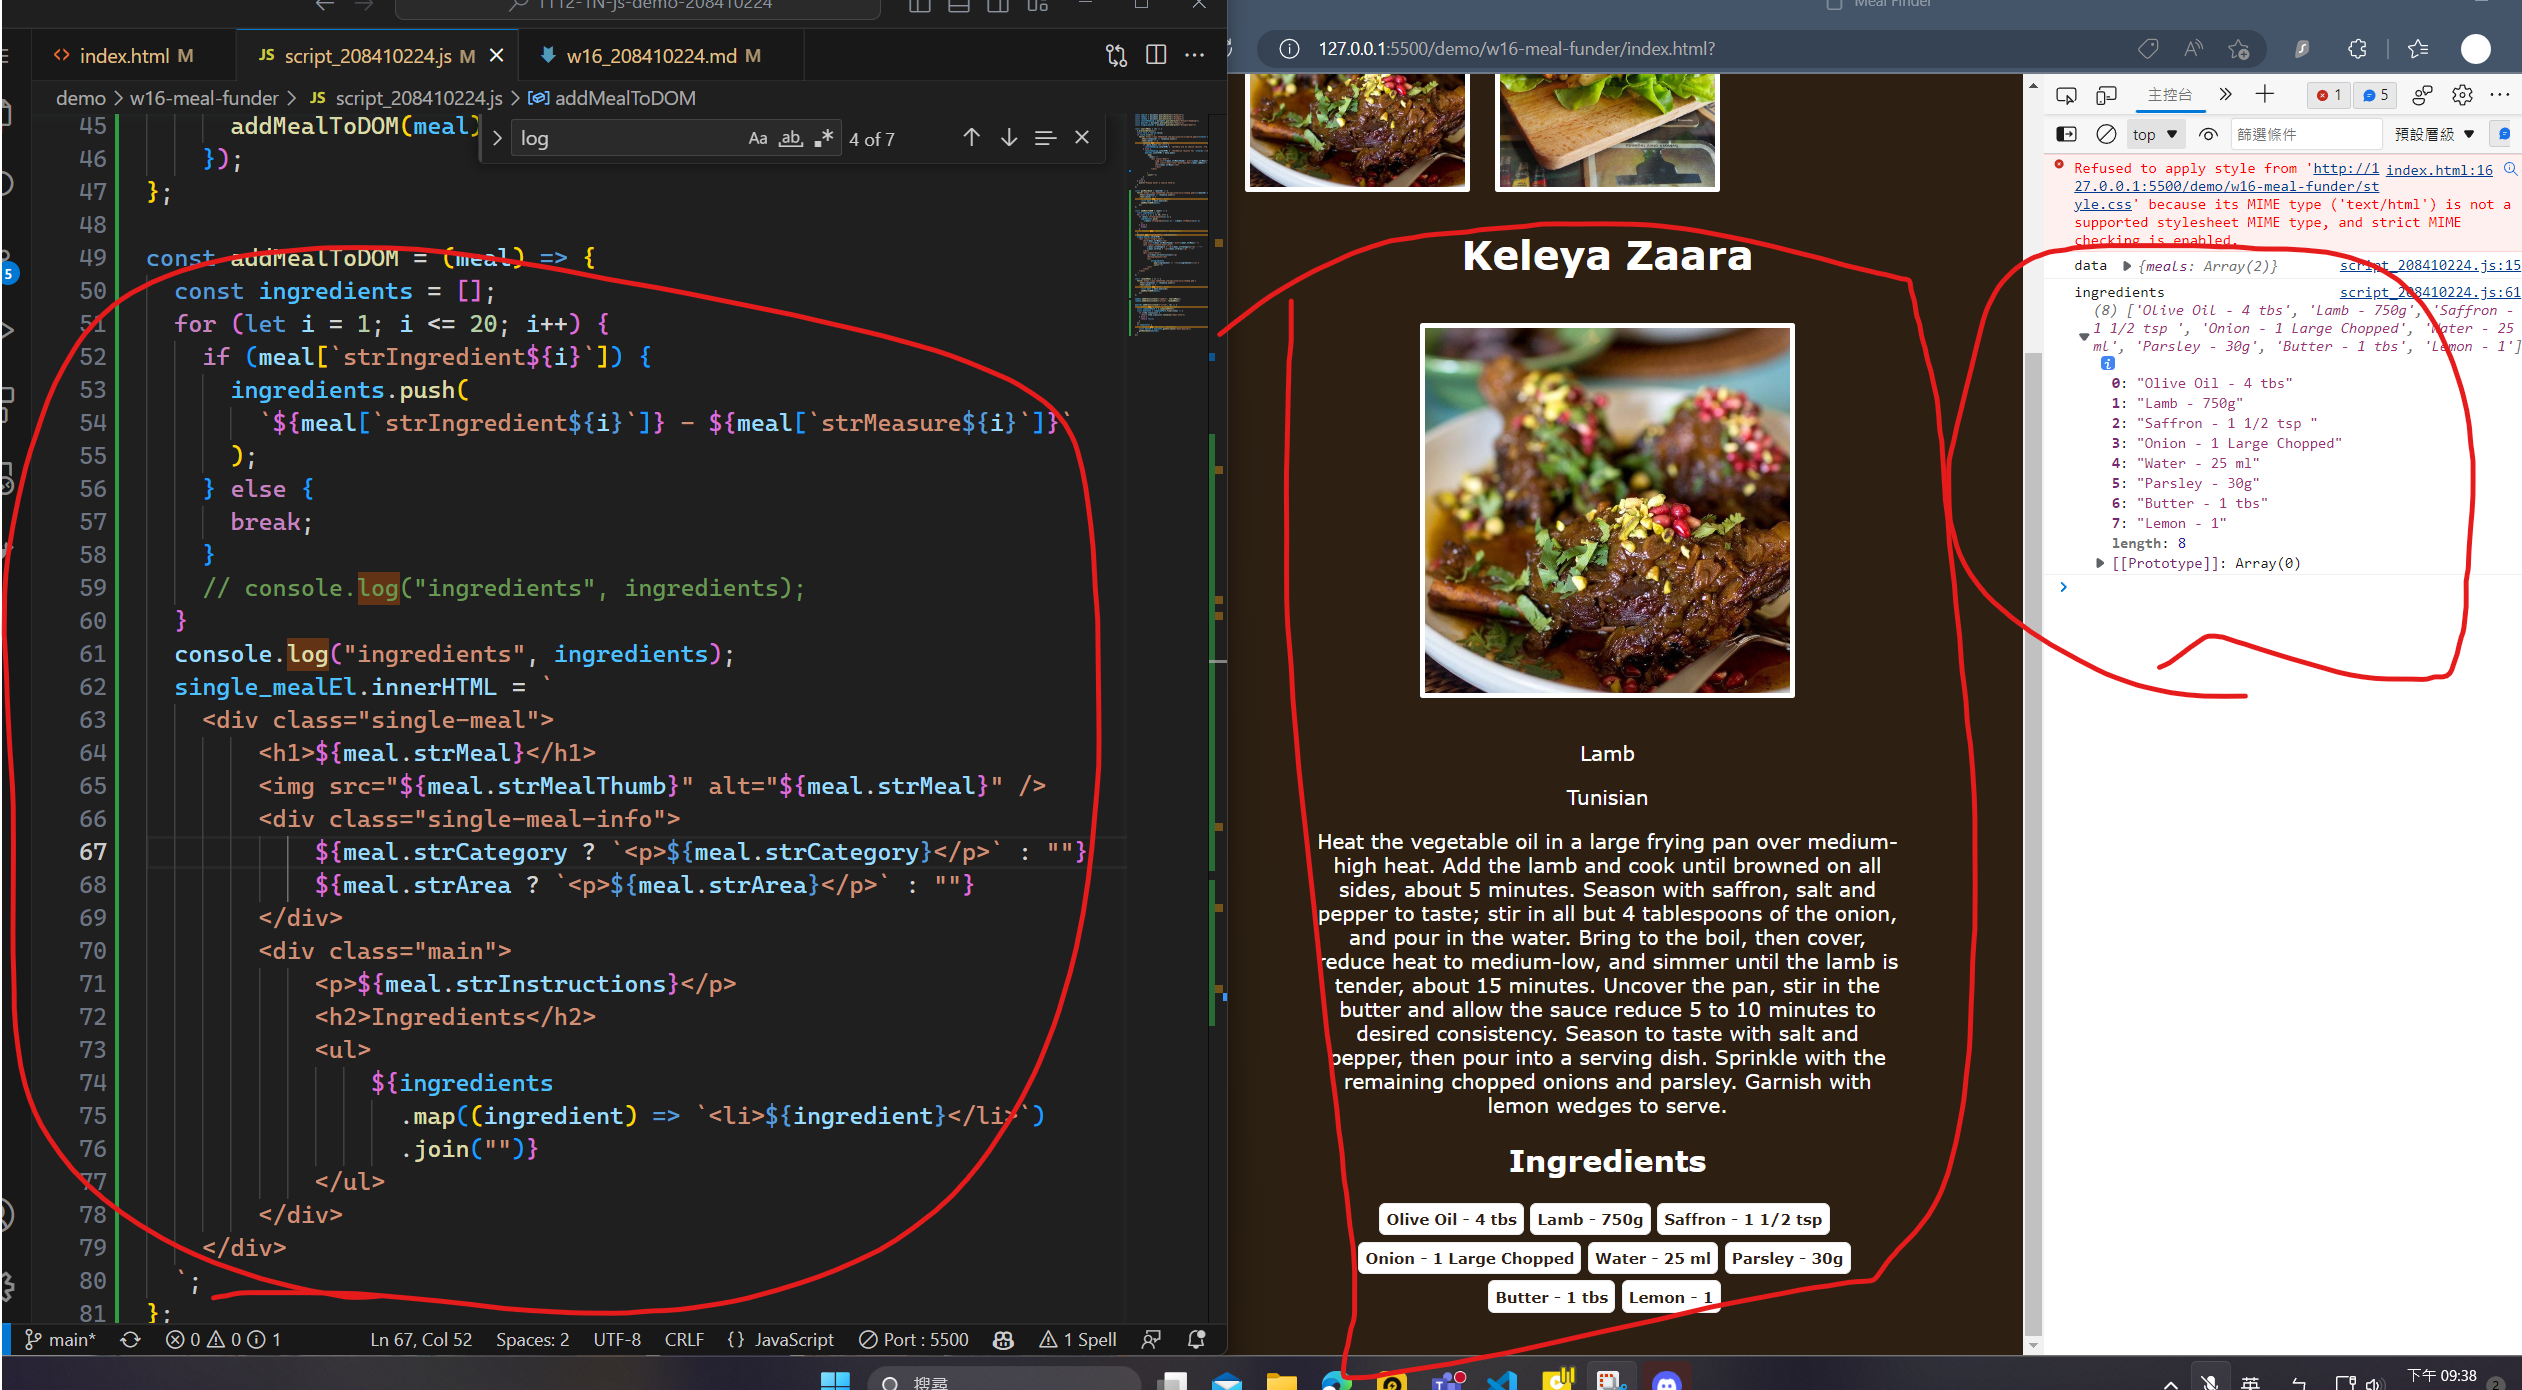 1112-1N-js-demo-208410224
index.html M
JS script_208410224.js M
w16_208410224.md M
demo > w16-meal-funder > JS script_208410224.js > addMealToDOM
log
Aa ab .* 4 of 7
45 addMealToDOM(meal)
46 });
47 };
48
49 const addMealToDOM = (meal) => {
50 const ingredients = [];
51 for (let i = 1; i <= 20; i++) {
52 if (meal[`strIngredient${i}`]) {
53 ingredients.push(
54 `${meal[`strIngredient${i}`]} - ${meal[`strMeasure${i}`]}`
55 );
56 } else {
57 break;
58 }
59 // console.log("ingredients", ingredients);
60 }
61 console.log("ingredients", ingredients);
62 single_mealEl.innerHTML = `
63 <div class="single-meal">
64 <h1>${meal.strMeal}</h1>
65 <img src="${meal.strMealThumb}" alt="${meal.strMeal}" />
66 <div class="single-meal-info">
67 ${meal.strCategory ? `<p>${meal.strCategory}</p>` : ""}
68 ${meal.strArea ? `<p>${meal.strArea}</p>` : ""}
69 </div>
70 <div class="main">
71 <p>${meal.strInstructions}</p>
72 <h2>Ingredients</h2>
73 <ul>
74 ${ingredients
75 .map((ingredient) => `<li>${ingredient}</li>`)
76 .join("")}
77 </ul>
78 </div>
79 </div>
80 `;
81 };
5
main* 0 0 1 Ln 67, Col 52 Spaces: 2 UTF-8 CRLF {} JavaScript Port : 5500 1 Spell
Meal Finder
127.0.0.1:5500/demo/w16-meal-funder/index.html?
Keleya Zaara
Lamb
Tunisian
Heat the vegetable oil in a large frying pan over medium-
high heat. Add the lamb and cook until browned on all
sides, about 5 minutes. Season with saffron, salt and
pepper to taste; stir in all but 4 tablespoons of the onion,
and pour in the water. Bring to the boil, then cover,
reduce heat to medium-low, and simmer until the lamb is
tender, about 15 minutes. Uncover the pan, stir in the
butter and allow the sauce reduce 5 to 10 minutes to
desired consistency. Season to taste with salt and
pepper, then pour into a serving dish. Sprinkle with the
remaining chopped onions and parsley. Garnish with
lemon wedges to serve.
Ingredients
Olive Oil - 4 tbs Lamb - 750g Saffron - 1 1/2 tsp
Onion - 1 Large Chopped Water - 25 ml Parsley - 30g
Butter - 1 tbs Lemon - 1
主控台 1 5
top 篩選條件 預設層級
Refused to apply style from 'http://1 index.html:16
27.0.0.1:5500/demo/w16-meal-funder/st
yle.css' because its MIME type ('text/html') is not a
supported stylesheet MIME type, and strict MIME
checking is enabled.
data {meals: Array(2)} script_208410224.js:15
ingredients script_208410224.js:61
(8) ['Olive Oil - 4 tbs', 'Lamb - 750g', 'Saffron -
1 1/2 tsp ', 'Onion - 1 Large Chopped', 'Water - 25
ml', 'Parsley - 30g', 'Butter - 1 tbs', 'Lemon - 1']
0: "Olive Oil - 4 tbs"
1: "Lamb - 750g"
2: "Saffron - 1 1/2 tsp "
3: "Onion - 1 Large Chopped"
4: "Water - 25 ml"
5: "Parsley - 30g"
6: "Butter - 1 tbs"
7: "Lemon - 1"
length: 8
[[Prototype]]: Array(0)
搜尋
英
下午 09:38
2